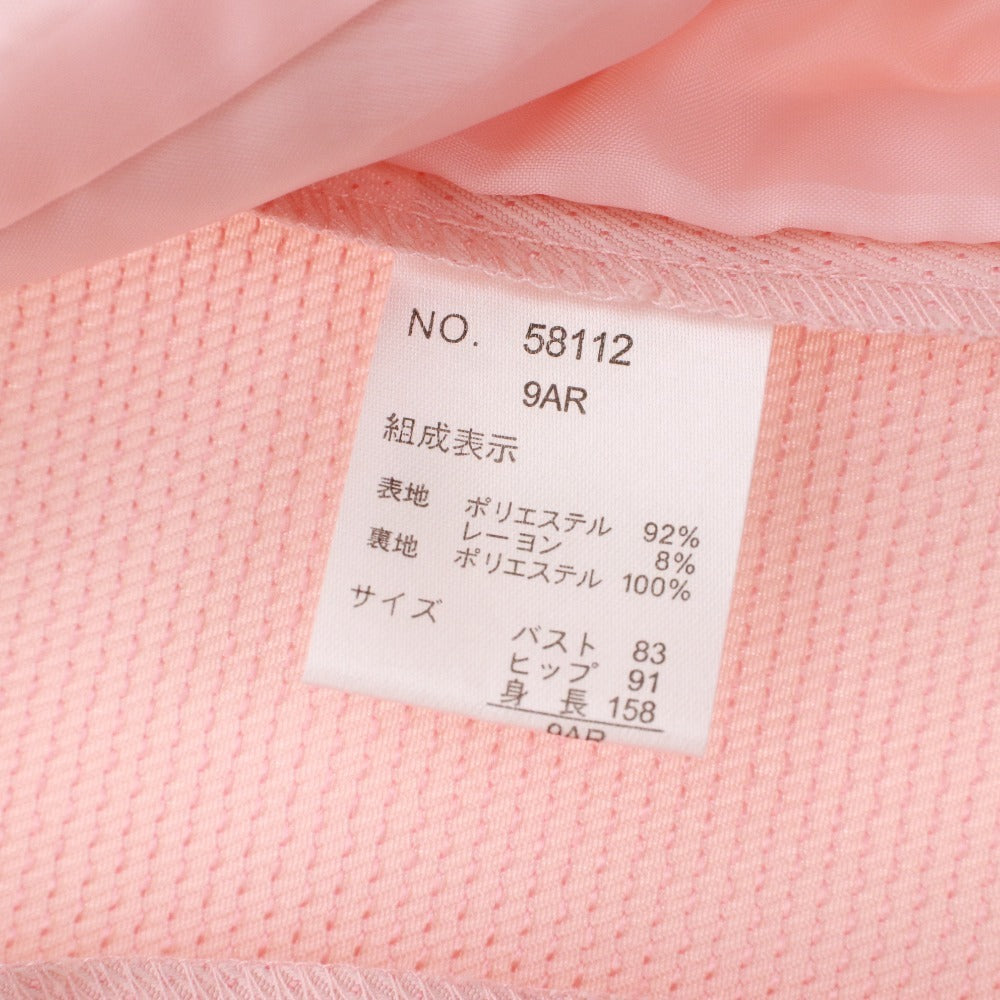 NO. 58112
9AR
組成表示
表地 ポリエステル 92%
レーヨン 8%
裏地 ポリエステル 100%
サイズ
バスト 83
ヒップ 91
身長 158
9AR